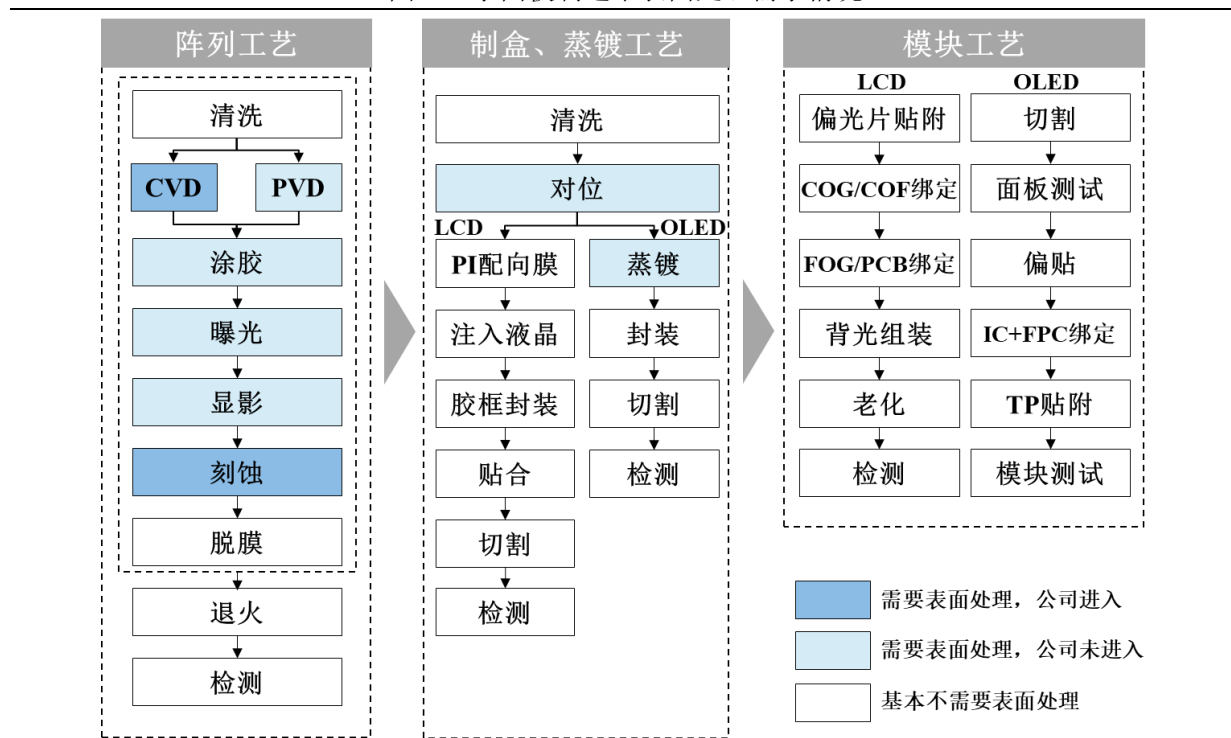 阵列工艺
清洗
CVD
PVD
涂胶
曝光
显影
刻蚀
脱膜
退火
检测
制盒、蒸镀工艺
清洗
对位
LCD
OLED
PI配向膜
注入液晶
胶框封装
贴合
切割
检测
蒸镀
封装
切割
检测
模块工艺
LCD
偏光片贴附
COG/COF绑定
FOG/PCB绑定
背光组装
老化
检测
OLED
切割
面板测试
偏贴
IC+FPC绑定
TP贴附
模块测试
需要表面处理，公司进入
需要表面处理，公司未进入
基本不需要表面处理